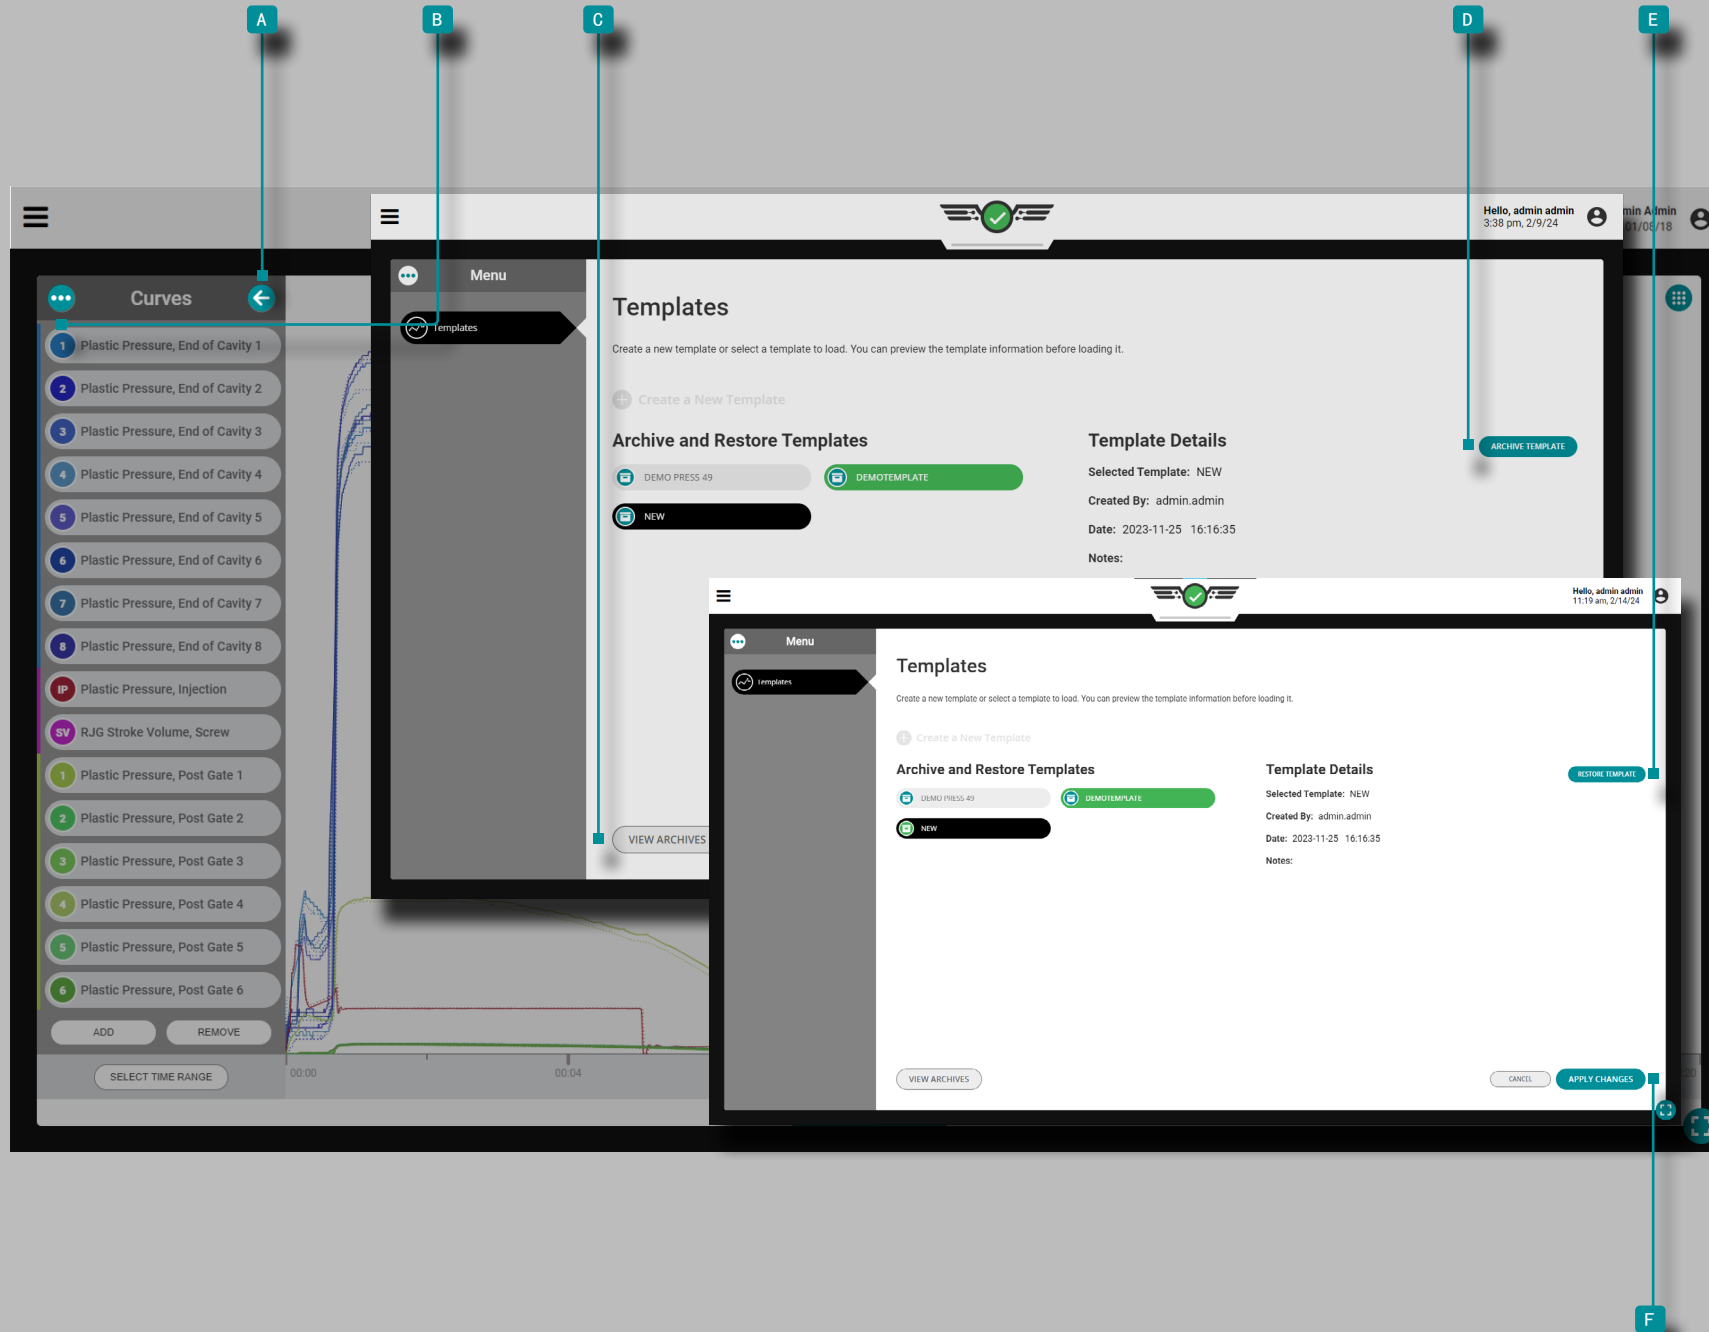 A
B
C
D
E
Hello, admin admin
3:38 pm, 2/9/24
min Admin
01/08/18
Curves
1 Plastic Pressure, End of Cavity 1
2 Plastic Pressure, End of Cavity 2
3 Plastic Pressure, End of Cavity 3
4 Plastic Pressure, End of Cavity 4
5 Plastic Pressure, End of Cavity 5
6 Plastic Pressure, End of Cavity 6
7 Plastic Pressure, End of Cavity 7
8 Plastic Pressure, End of Cavity 8
IP Plastic Pressure, Injection
SV RJG Stroke Volume, Screw
1 Plastic Pressure, Post Gate 1
2 Plastic Pressure, Post Gate 2
3 Plastic Pressure, Post Gate 3
4 Plastic Pressure, Post Gate 4
5 Plastic Pressure, Post Gate 5
6 Plastic Pressure, Post Gate 6
ADD
REMOVE
SELECT TIME RANGE
00:00
00:04
:20
Menu
Templates
Templates
Create a new template or select a template to load. You can preview the template information before loading it.
Create a New Template
Archive and Restore Templates
DEMO PRESS 49
DEMOTEMPLATE
NEW
Template Details
ARCHIVE TEMPLATE
Selected Template: NEW
Created By: admin.admin
Date: 2023-11-25 16:16:35
Notes:
VIEW ARCHIVES
Hello, admin admin
11:19 am, 2/14/24
Menu
Templates
Templates
Create a new template or select a template to load. You can preview the template information before loading it.
Create a New Template
Archive and Restore Templates
DEMO PRESS 49
DEMOTEMPLATE
NEW
Template Details
RESTORE TEMPLATE
Selected Template: NEW
Created By: admin.admin
Date: 2023-11-25 16:16:35
Notes:
VIEW ARCHIVES
CANCEL
APPLY CHANGES
F